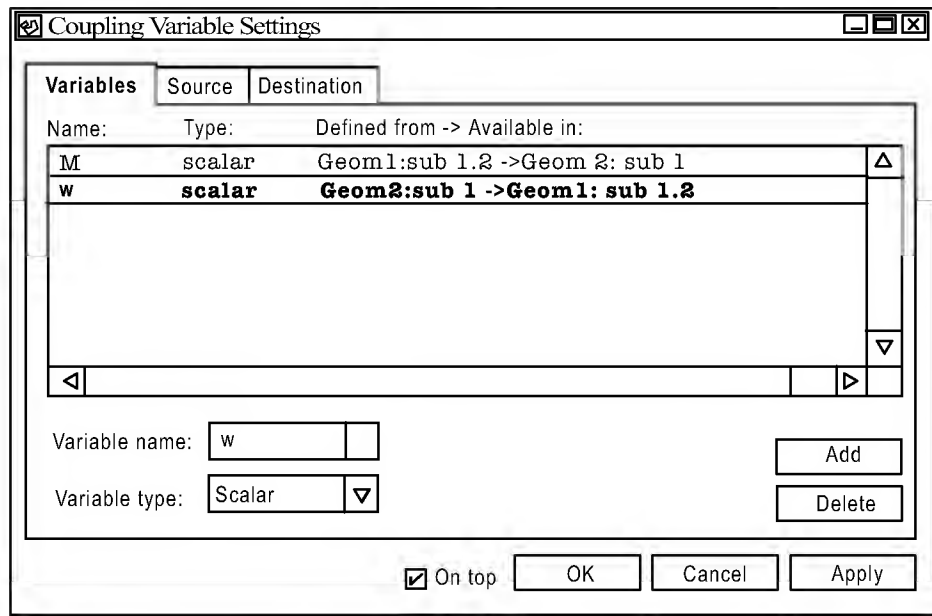 Coupling Variable Settings
Variables Source Destination
Name: Type: Defined from -> Available in:
M scalar Geom1:sub 1.2 ->Geom 2: sub 1
w scalar Geom2:sub 1 ->Geom1: sub 1.2
Variable name: w
Add
Variable type: Scalar
Delete
On top OK Cancel Apply